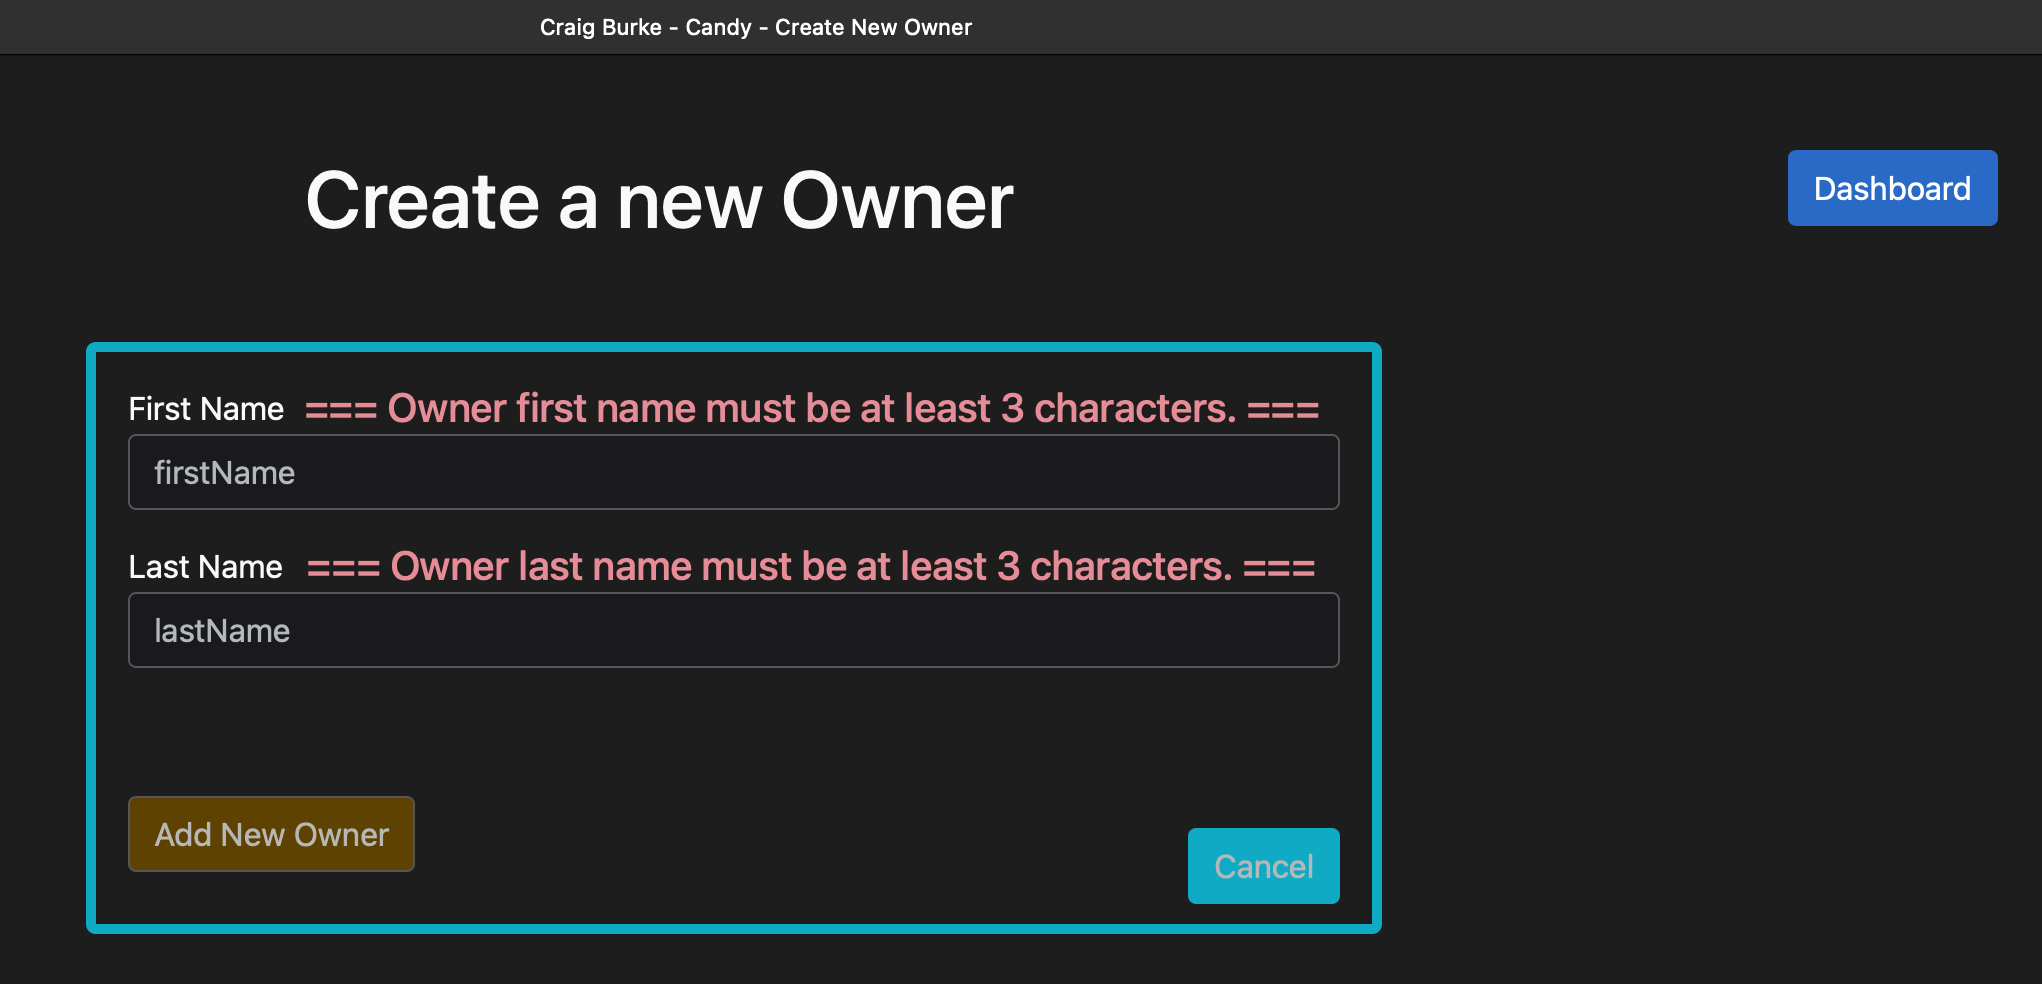 Craig Burke - Candy - Create New Owner
Create a new Owner
Dashboard
First Name === Owner first name must be at least 3 characters. ===
firstName
Last Name === Owner last name must be at least 3 characters. ===
lastName
Add New Owner
Cancel